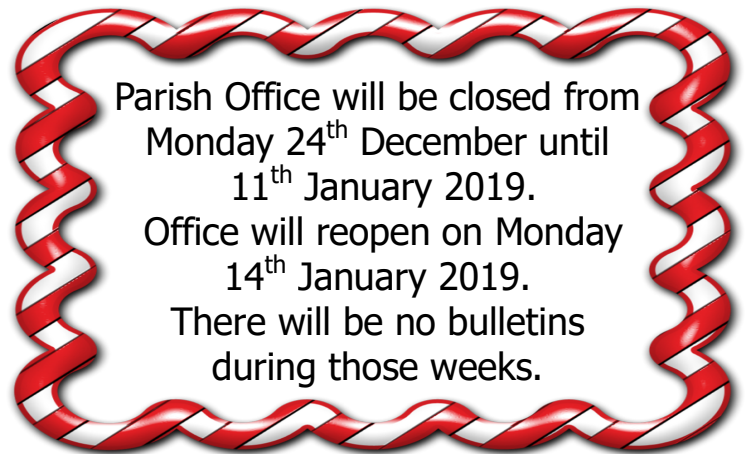 Parish Office will be closed from
Monday 24th December until
11th January 2019.
Office will reopen on Monday
14th January 2019.
There will be no bulletins
during those weeks.